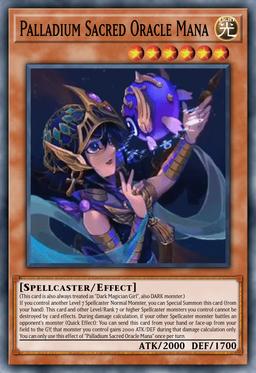 Palladium Sacred Oracle Mana
光
[Spellcaster/Effect]
(This card is also always treated as "Dark Magician Girl", also DARK monster.)
If you control another Level 7 Spellcaster Normal Monster, you can Special Summon this card (from
your hand). This card and other Level/Rank 7 or higher Spellcaster monsters you control cannot be
destroyed by card effects. During damage calculation, if your other Spellcaster monster battles an
opponent's monster (Quick Effect): You can send this card from your hand or face-up from your
field to the GY, that monster you control gains 2000 ATK/DEF during that damage calculation only.
You can only use this effect of "Palladium Sacred Oracle Mana" once per turn.
ATK/2000 DEF/1700